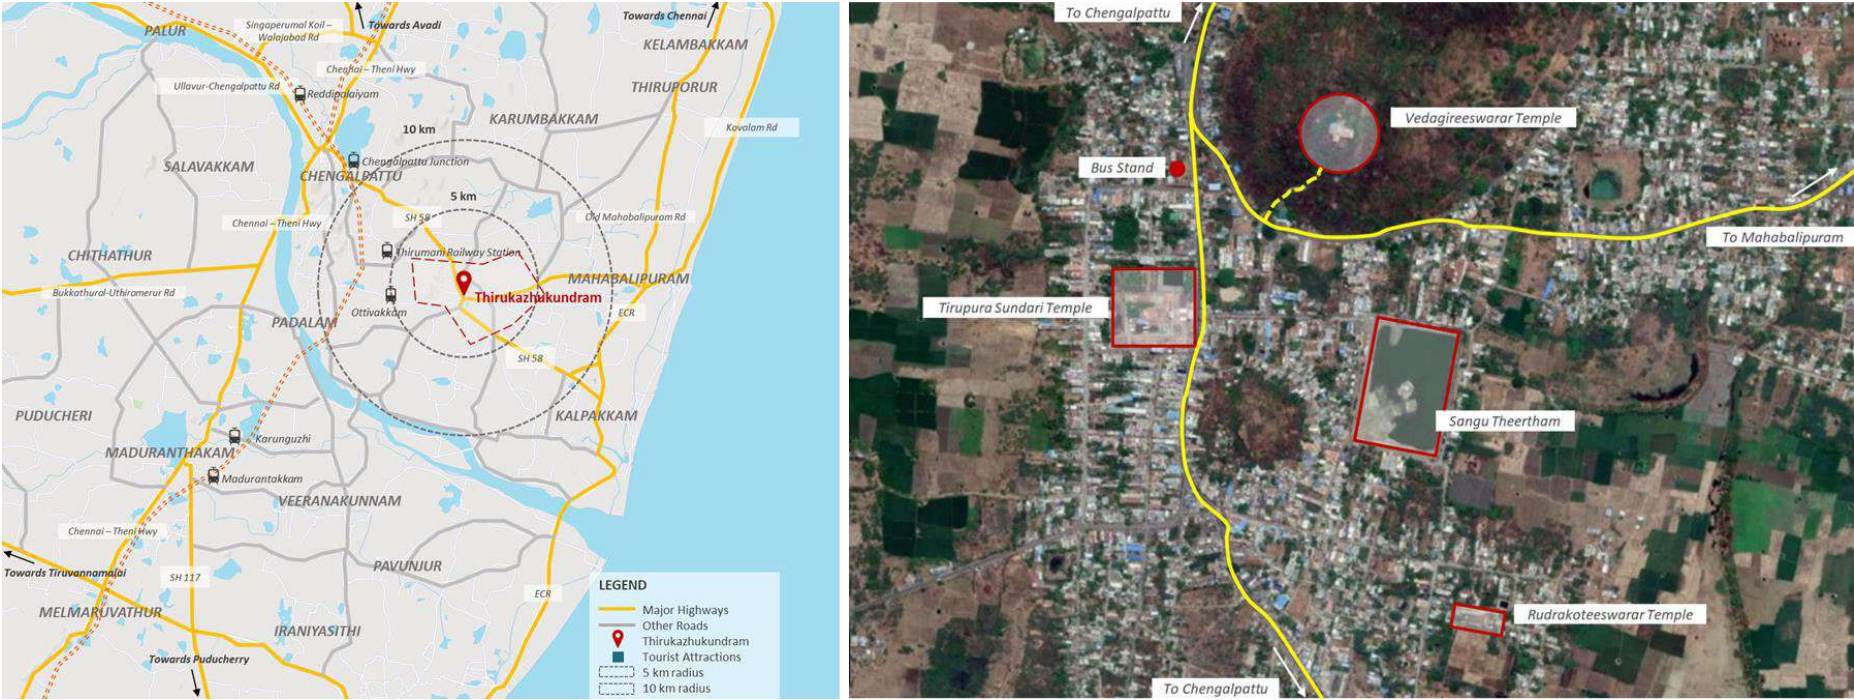 Singaperumal Koil –
Walajabad Rd
Towards Avadi
Towards Chennai
PALUR
KELAMBAKKAM
Chennai – Theni Hwy
Ullavur-Chengalpattu Rd
Reddipalaiyam
THIRUPORUR
KARUMBAKKAM
Kovalam Rd
10 km
SALAVAKKAM
Chengalpattu Junction
CHENGALPATTU
5 km
Chennai – Theni Hwy
SH 58
Old Mahabalipuram Rd
CHITHATHUR
Thirumani Railway Station
MAHABALIPURAM
Bukkathurai-Uthiramerur Rd
Thirukazhukundram
Ottivakkam
PADALAM
ECR
SH 58
PUDUCHERI
KALPAKKAM
Karunguzhi
MADURANTHAKAM
Madurantakkam
VEERANAKUNNAM
Chennai – Theni Hwy
PAVUNJUR
Towards Tiruvannamalai
SH 117
ECR
MELMARUVATHUR
IRANIYASITHI
Towards Puducherry
LEGEND
Major Highways
Other Roads
Thirukazhukundram
Tourist Attractions
5 km radius
10 km radius
To Chengalpattu
Vedagireeswarar Temple
Bus Stand
To Mahabalipuram
Tirupura Sundari Temple
Sangu Theertham
Rudrakoteeswarar Temple
To Chengalpattu